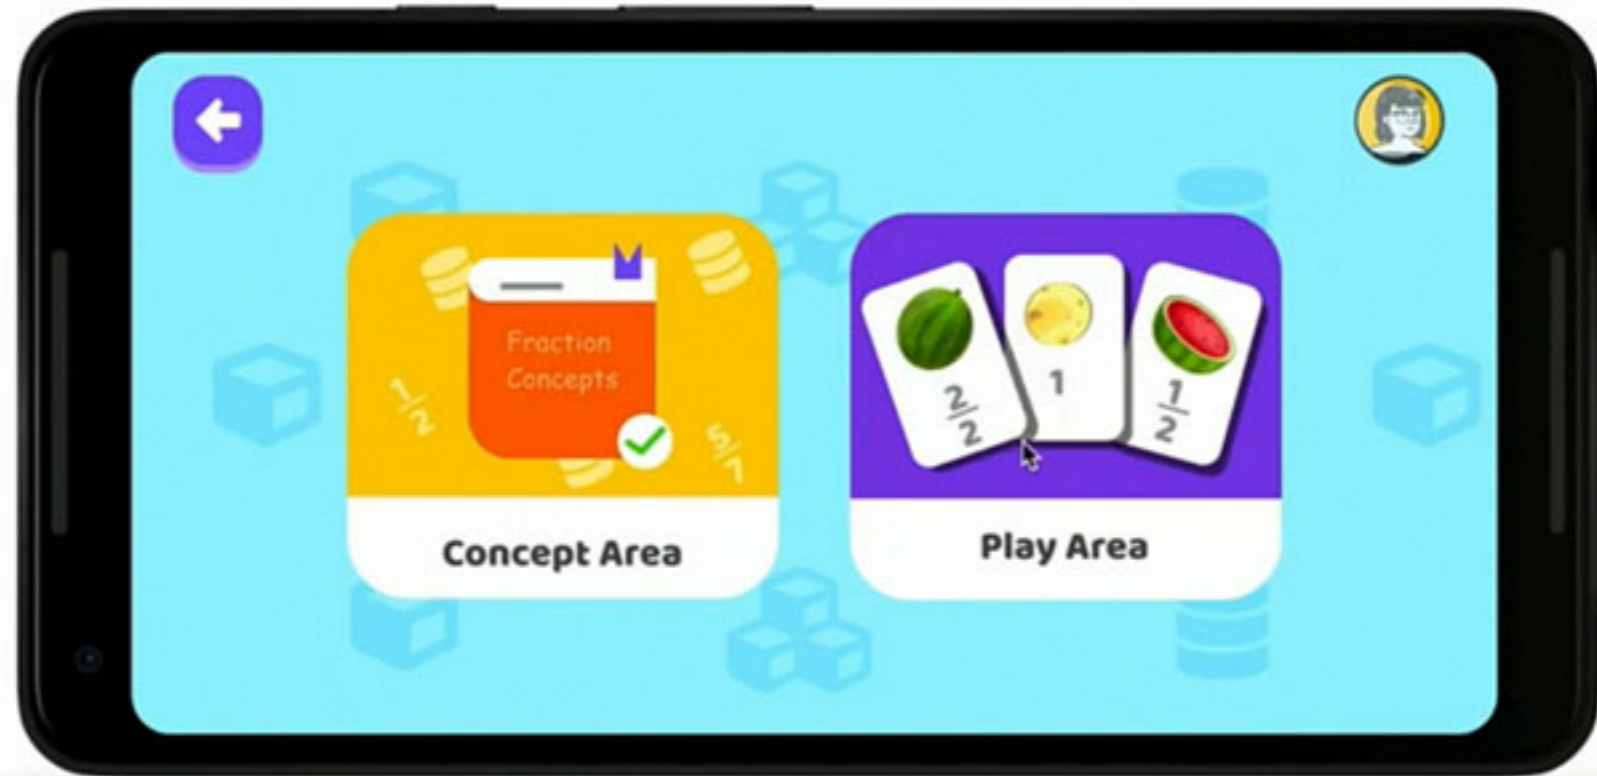 Fraction
Concepts
1/2
5/7
Concept Area
2/2
1
1/2
Play Area